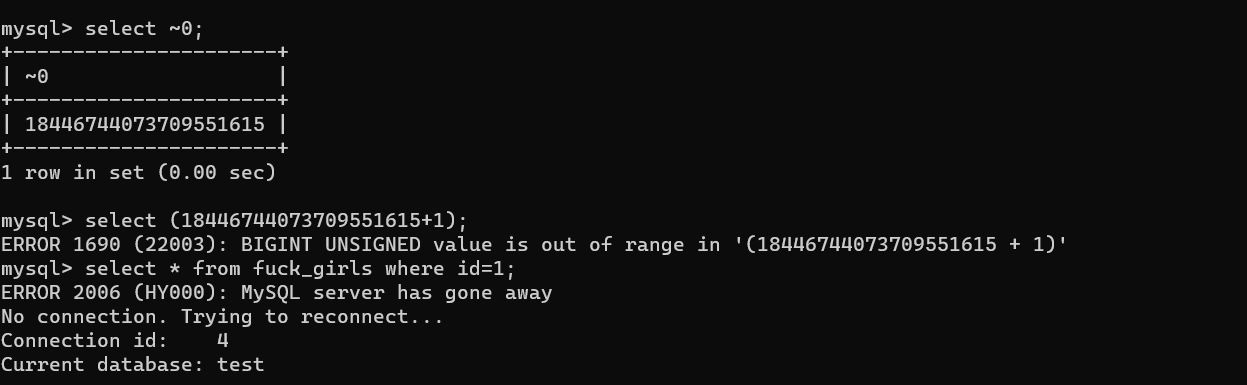 mysql> select ~0;
+----------------------+
| ~0                   |
+----------------------+
| 18446744073709551615 |
+----------------------+
1 row in set (0.00 sec)

mysql> select (18446744073709551615+1);
ERROR 1690 (22003): BIGINT UNSIGNED value is out of range in '(18446744073709551615 + 1)'
mysql> select * from fuck_girls where id=1;
ERROR 2006 (HY000): MySQL server has gone away
No connection. Trying to reconnect...
Connection id:    4
Current database: test